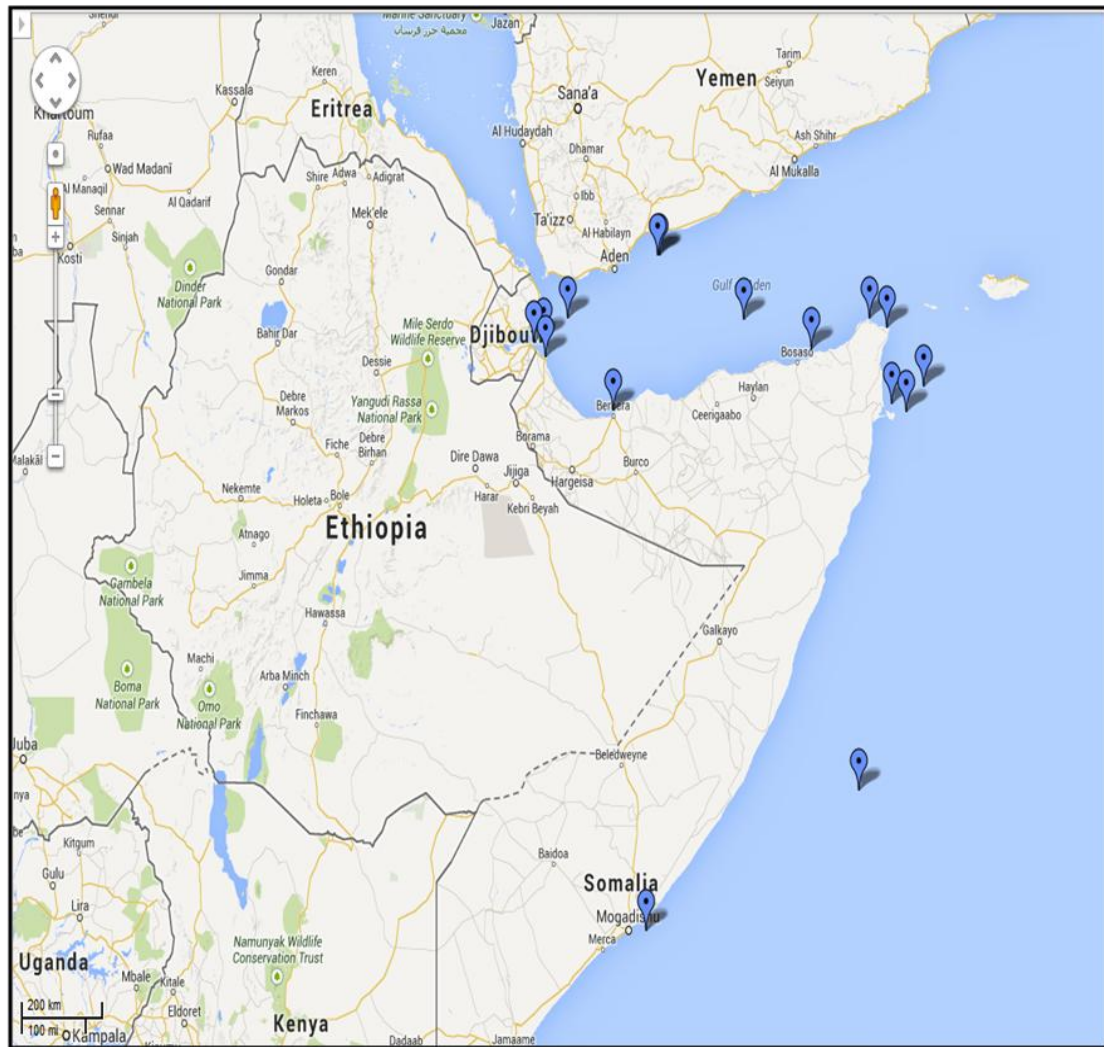 Marine Sanctuary
محمية جزر فرسان
Jazan
Shendi
Tarim
Seiyun
Yemen
Keren
Kassala
Sana'a
Eritrea
Khartoum
Rufaa
Al Hudaydah
Ash Shihr
Dhamar
Wad Madanī
Al Mukalla
Shire
Adwa
Adigrat
Al Manaqil
Ibb
Al Qadarif
Sennar
Mek'ele
Ta'izz
Al Habilayn
Sinjah
Kosti
Aden
Gondar
Dinder
National Park
Gulf
Mile Serdo
Wildlife Reserve
Bahir Dar
Djibouti
Dessie
Bosaso
Yangudi Rassa
National Park
Debre
Markos
Haylan
Berbera
Ceerigaabo
Fiche
Debre
Birhan
Borama
Malakāl
Dire Dawa
Burco
Jijiga
Hargeisa
Nekemte
Holeta
Bole
Harar
Kebri Beyah
Ethiopia
Atnago
Gambela
National Park
Jimma
Hawassa
Galkayo
Machi
Boma
National Park
Omo
National Park
Arba Minch
Finchawa
Juba
Beledweyne
Kitgum
Gulu
Baidoa
Lira
Somalia
Mogadishu
Merca
Namunyak Wildlife
Conservation Trust
Uganda
Mbale
Kitale
200 km
Eldoret
100 mi
Kampala
Kenya
Dadaab
Jamaame